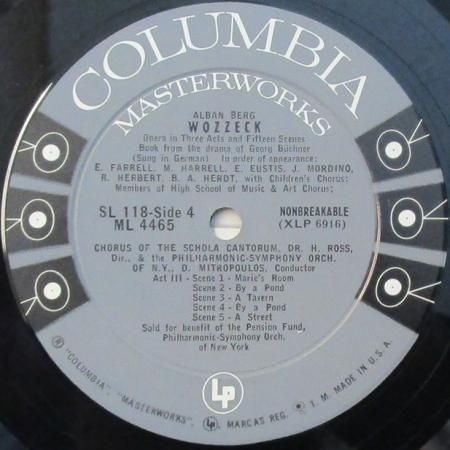 COLUMBIA
MASTERWORKS
ALBAN BERG
WOZZECK
Opera in Three Acts and Fifteen Scenes
Book from the drama of Georg Büchner
(Sung in German) In order of appearance:
E. FARRELL, M. HARRELL, E. EUSTIS, J. MORDINO,
R. HERBERT, B. A. HERDT, with Children's Chorus:
Members of High School of Music & Art Chorus;
SL 118-Side 4 NONBREAKABLE
ML 4465 (XLP 6916)
CHORUS OF THE SCHOLA CANTORUM, DR. H. ROSS,
Dir., & the PHILHARMONIC-SYMPHONY ORCH.
OF N.Y., D. MITROPOULOS, Conductor
Act III - Scene 1 - Marie's Room
Scene 2 - By a Pond
Scene 3 - A Tavern
Scene 4 - By a Pond
Scene 5 - A Street
Sold for benefit of the Pension Fund,
Philharmonic-Symphony Orch.
of New York
® "COLUMBIA", "MASTERWORKS", Lp MARCAS REG. ® T. M. MADE IN U.S.A.
Lp